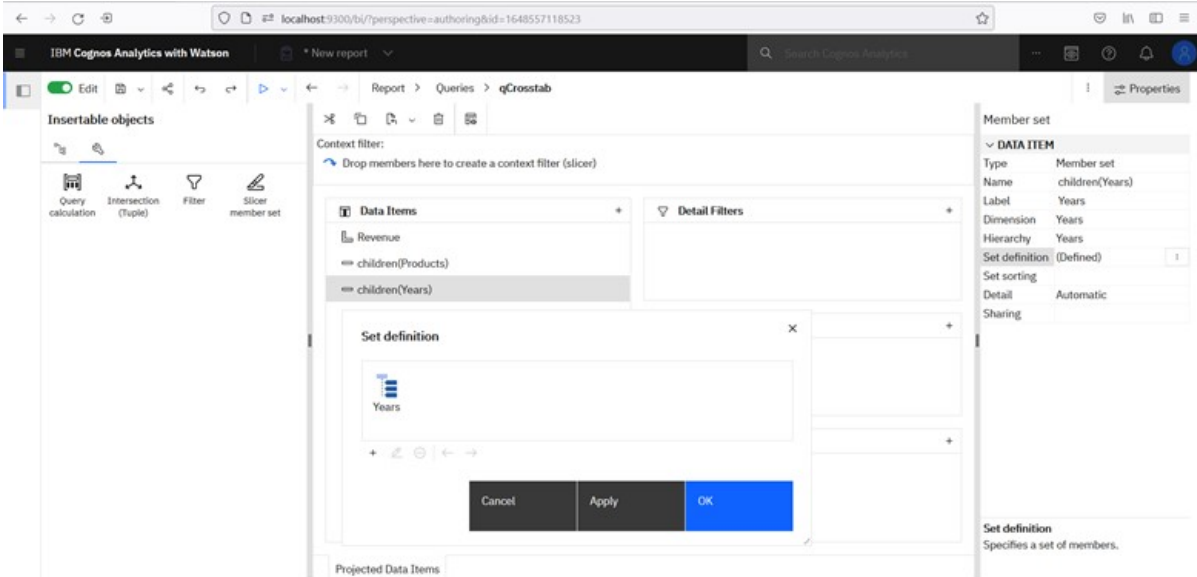 localhost:9300/bi/?perspective=authoring&id=1648557118523
IBM Cognos Analytics with Watson
* New report
Search Cognos Analytics
Edit
Report > Queries > qCrosstab
Properties
Insertable objects
Query calculation
Intersection (Tuple)
Filter
Slicer member set
Context filter:
Drop members here to create a context filter (slicer)
Data Items
Revenue
children(Products)
children(Years)
Detail Filters
Set definition
Years
Cancel
Apply
OK
Projected Data Items
Member set
DATA ITEM
Type Member set
Name children(Years)
Label Years
Dimension Years
Hierarchy Years
Set definition (Defined)
Set sorting
Detail Automatic
Sharing
Set definition
Specifies a set of members.